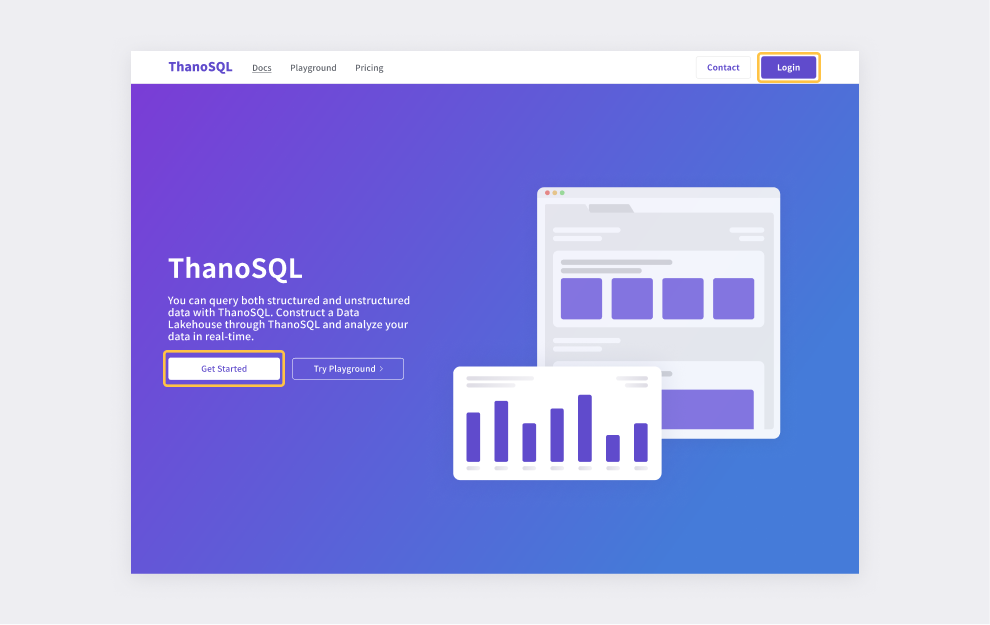 ThanoSQL
Docs
Playground
Pricing
Contact
Login
ThanoSQL
You can query both structured and unstructured
data with ThanoSQL. Construct a Data
Lakehouse through ThanoSQL and analyze your
data in real-time.
Get Started
Try Playground >